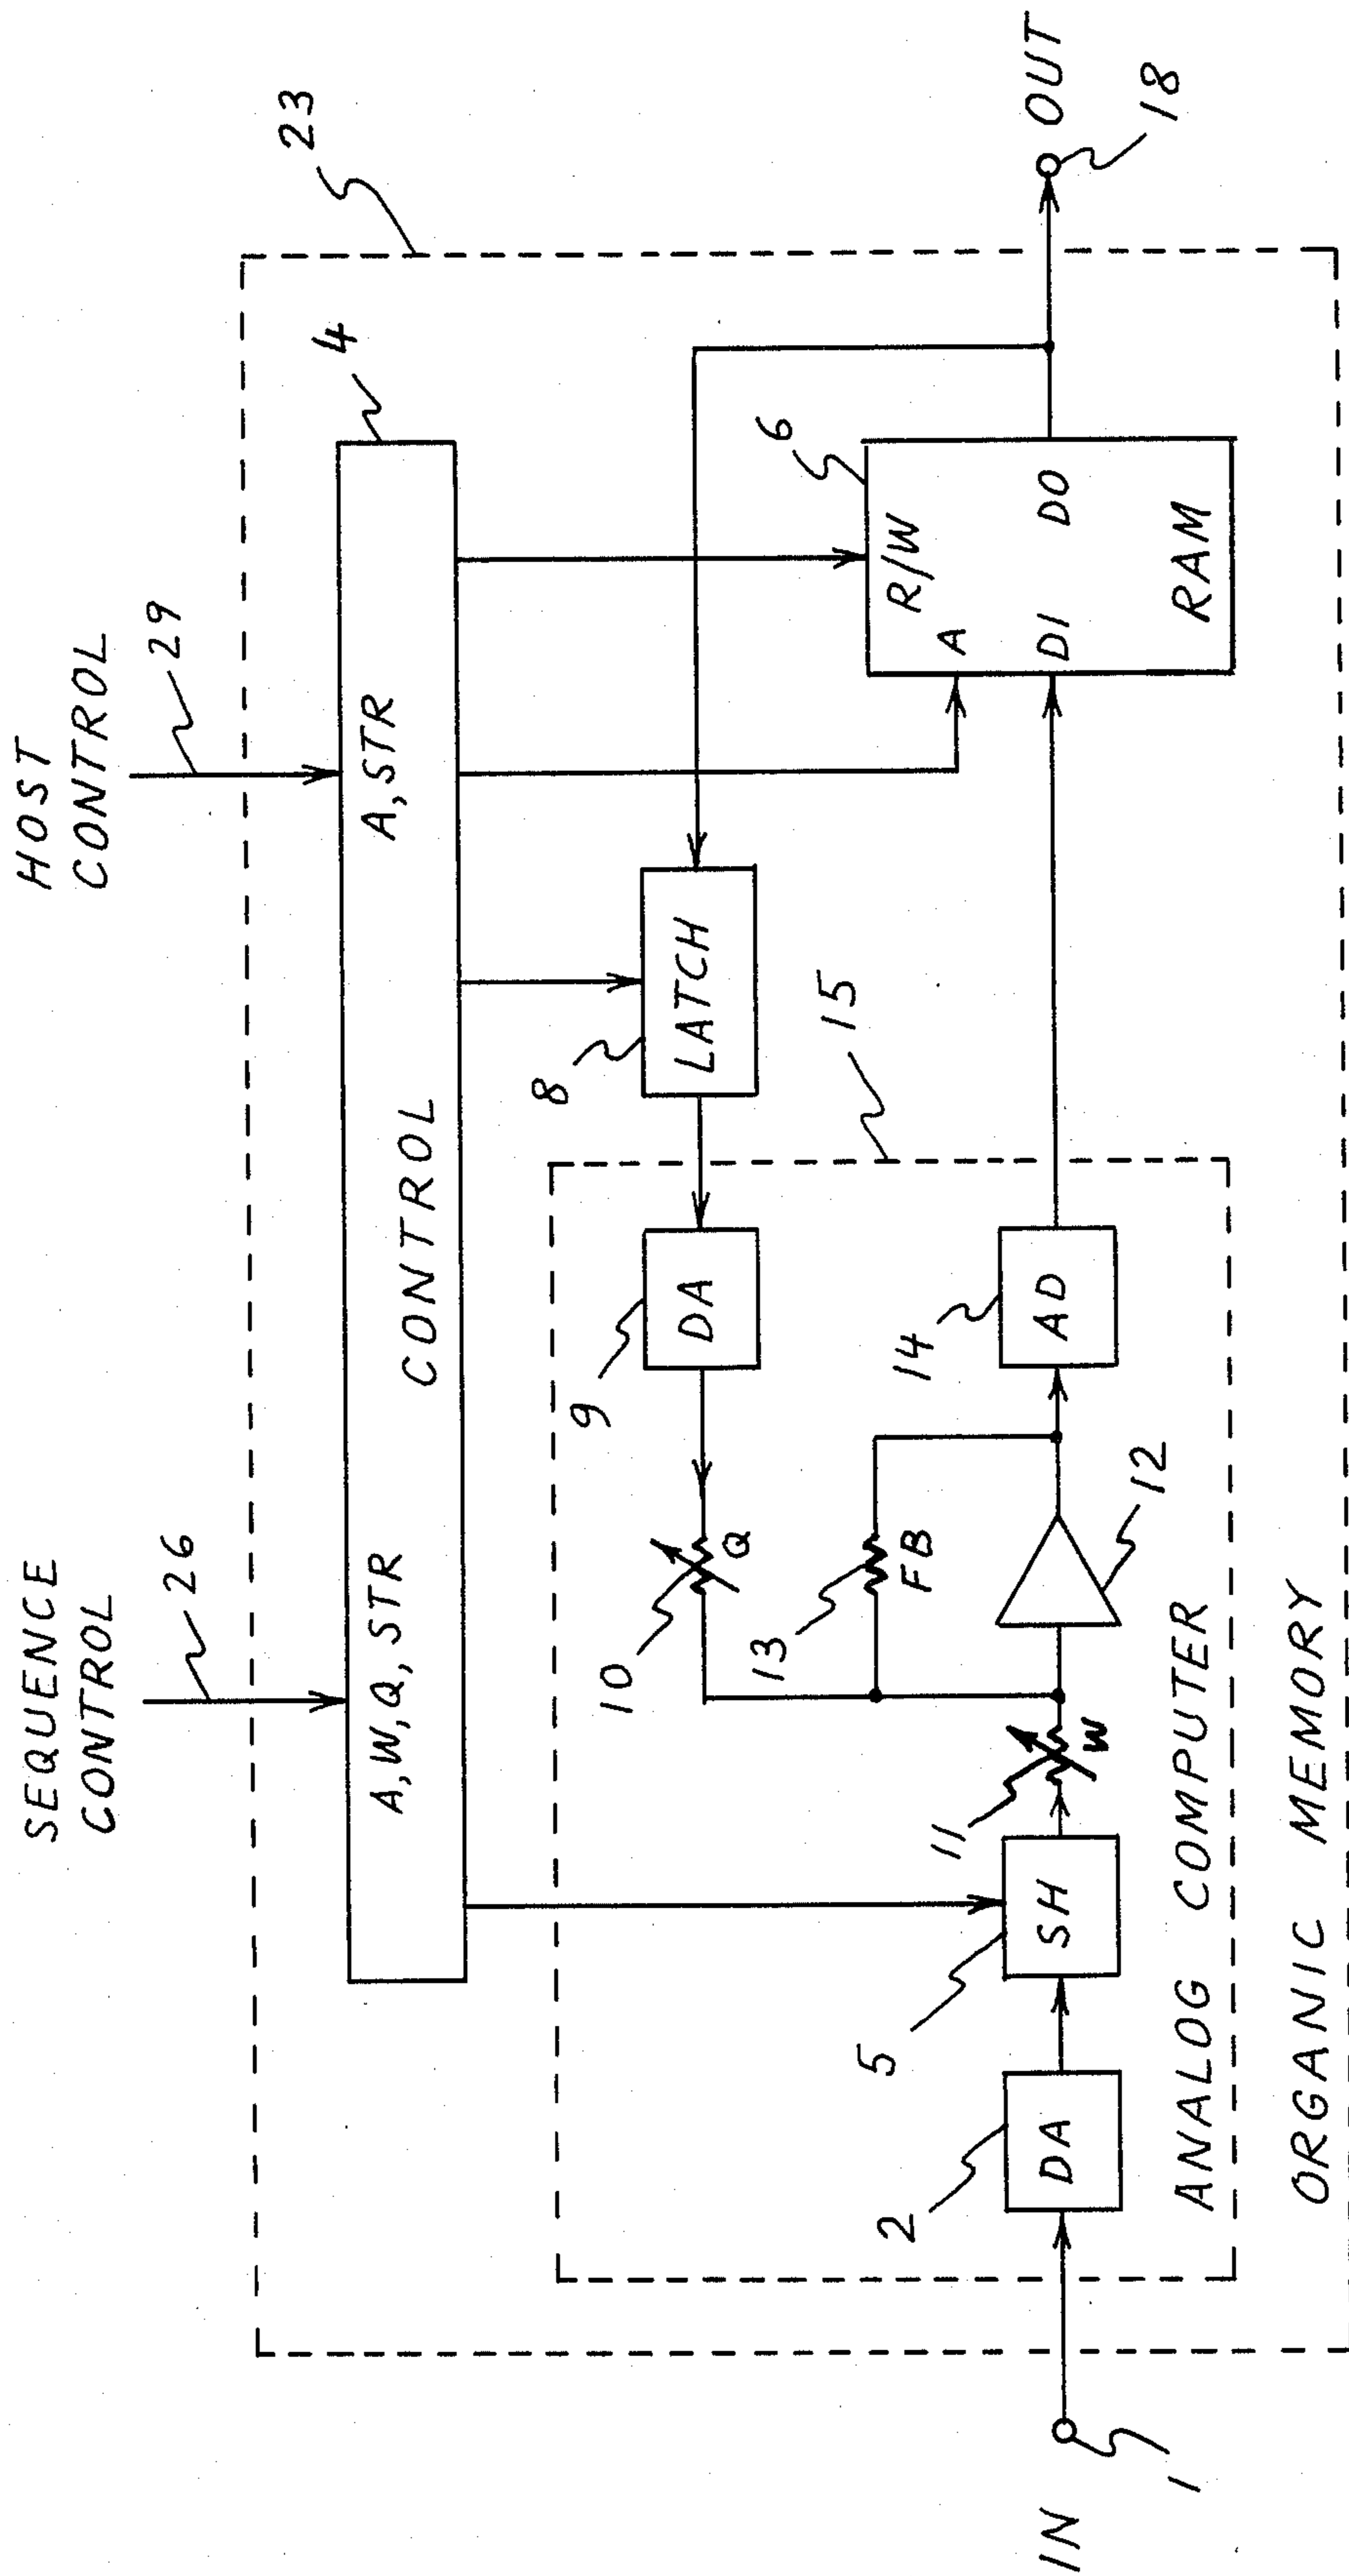 SEQUENCE
CONTROL
26
HOST
CONTROL
29
23
A, W, Q, STR
A, STR
CONTROL
4
10
Q
9
DA
8
LATCH
15
13
FB
6
R/W
A
DI
DO
RAM
IN
1
2
DA
5
SH
11
W
12
14
AD
OUT
18
ANALOG COMPUTER
ORGANIC MEMORY